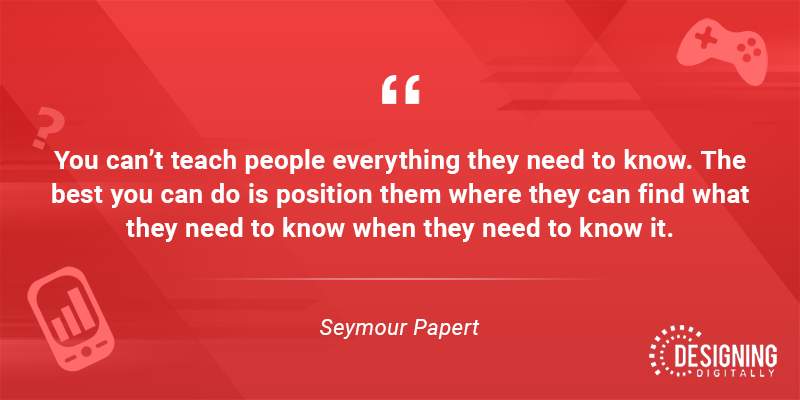 “
You can’t teach people everything they need to know. The
best you can do is position them where they can find what
they need to know when they need to know it.
Seymour Papert
?
DESIGNING
DIGITALLY